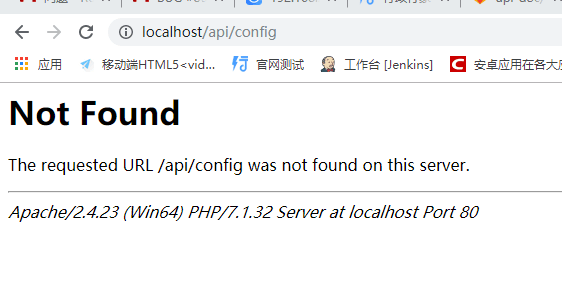 localhost/api/config
应用 移动端HTML5<vid... 官网测试 工作台 [Jenkins] 安卓应用在各大应
Not Found
The requested URL /api/config was not found on this server.
Apache/2.4.23 (Win64) PHP/7.1.32 Server at localhost Port 80